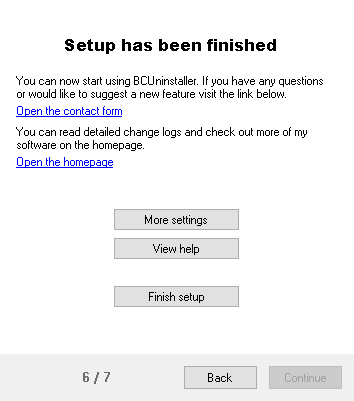 Setup has been finished
You can now start using BCUninstaller. If you have any questions
or would like to suggest a new feature visit the link below.
Open the contact form
You can read detailed change logs and check out more of my
software on the homepage.
Open the homepage
More settings
View help
Finish setup
6 / 7
Back
Continue